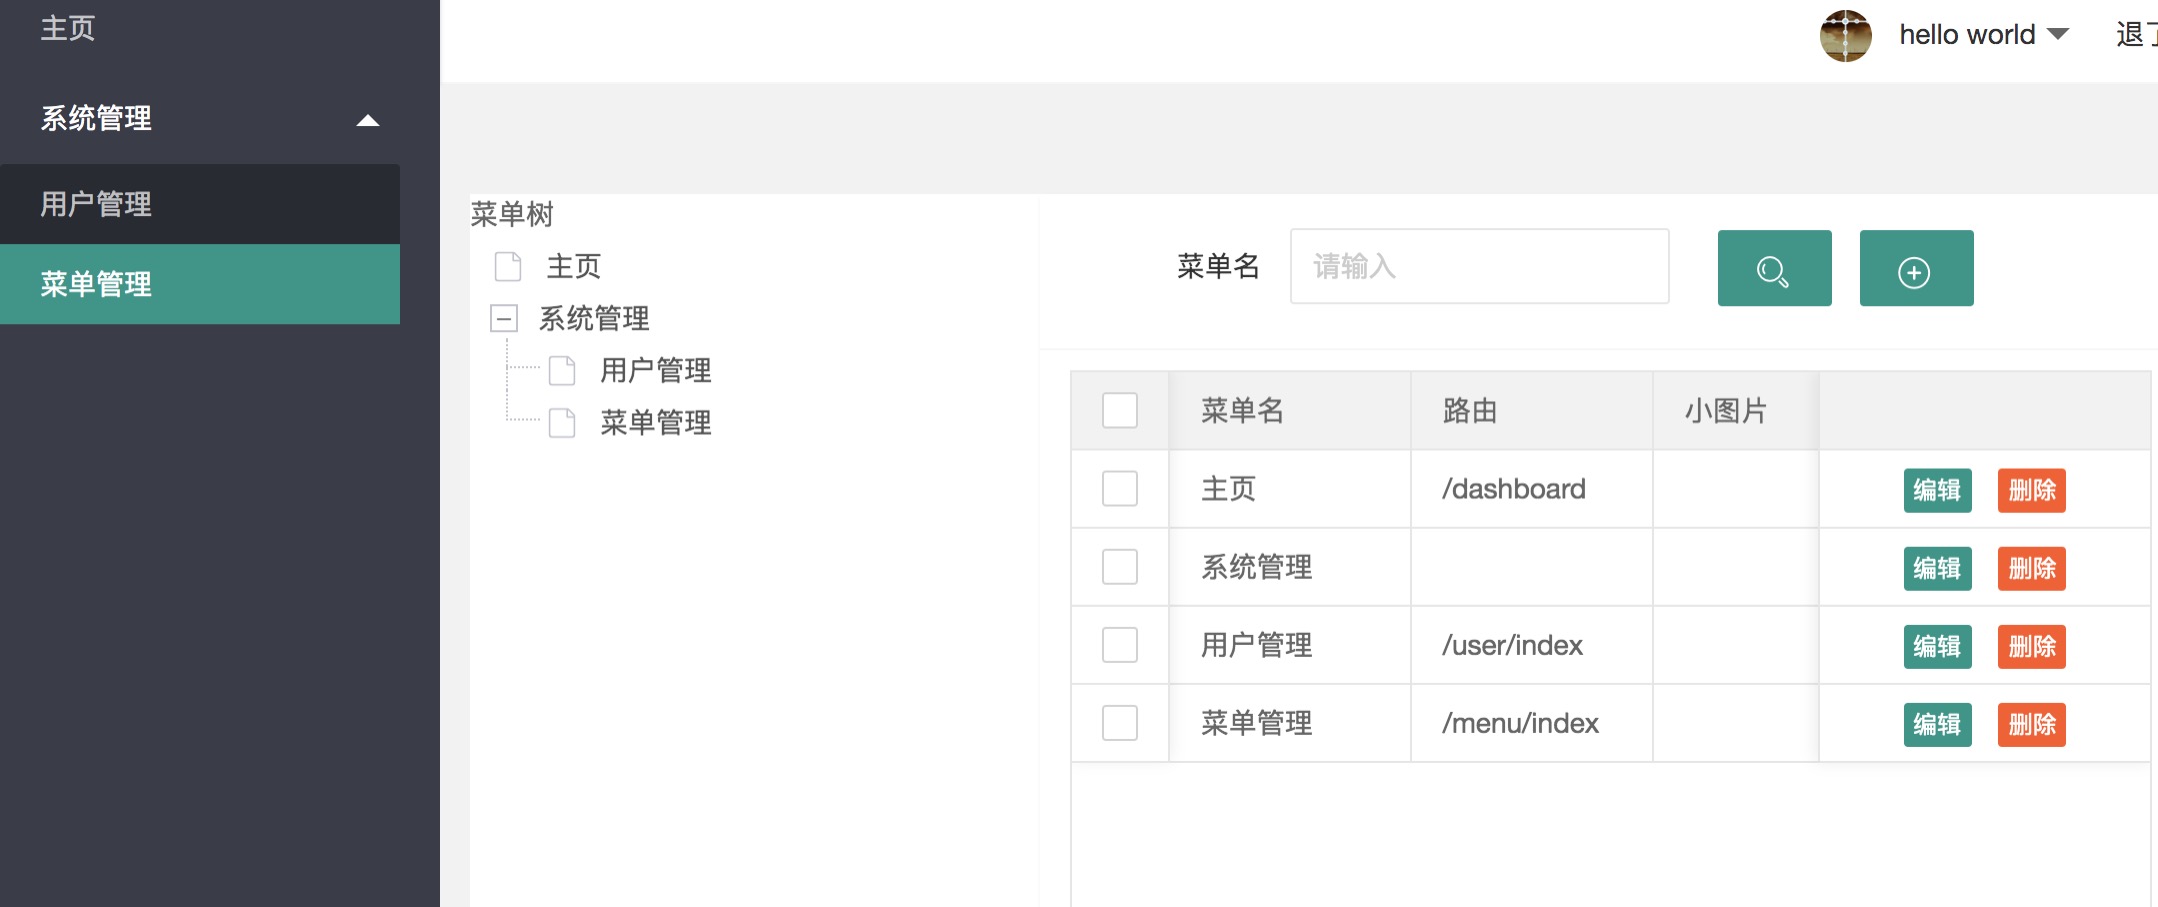 主页
系统管理
用户管理
菜单管理
hello world
退
菜单树
主页
系统管理
用户管理
菜单管理
菜单名
请输入
菜单名 路由 小图片
主页 /dashboard 编辑 删除
系统管理 编辑 删除
用户管理 /user/index 编辑 删除
菜单管理 /menu/index 编辑 删除